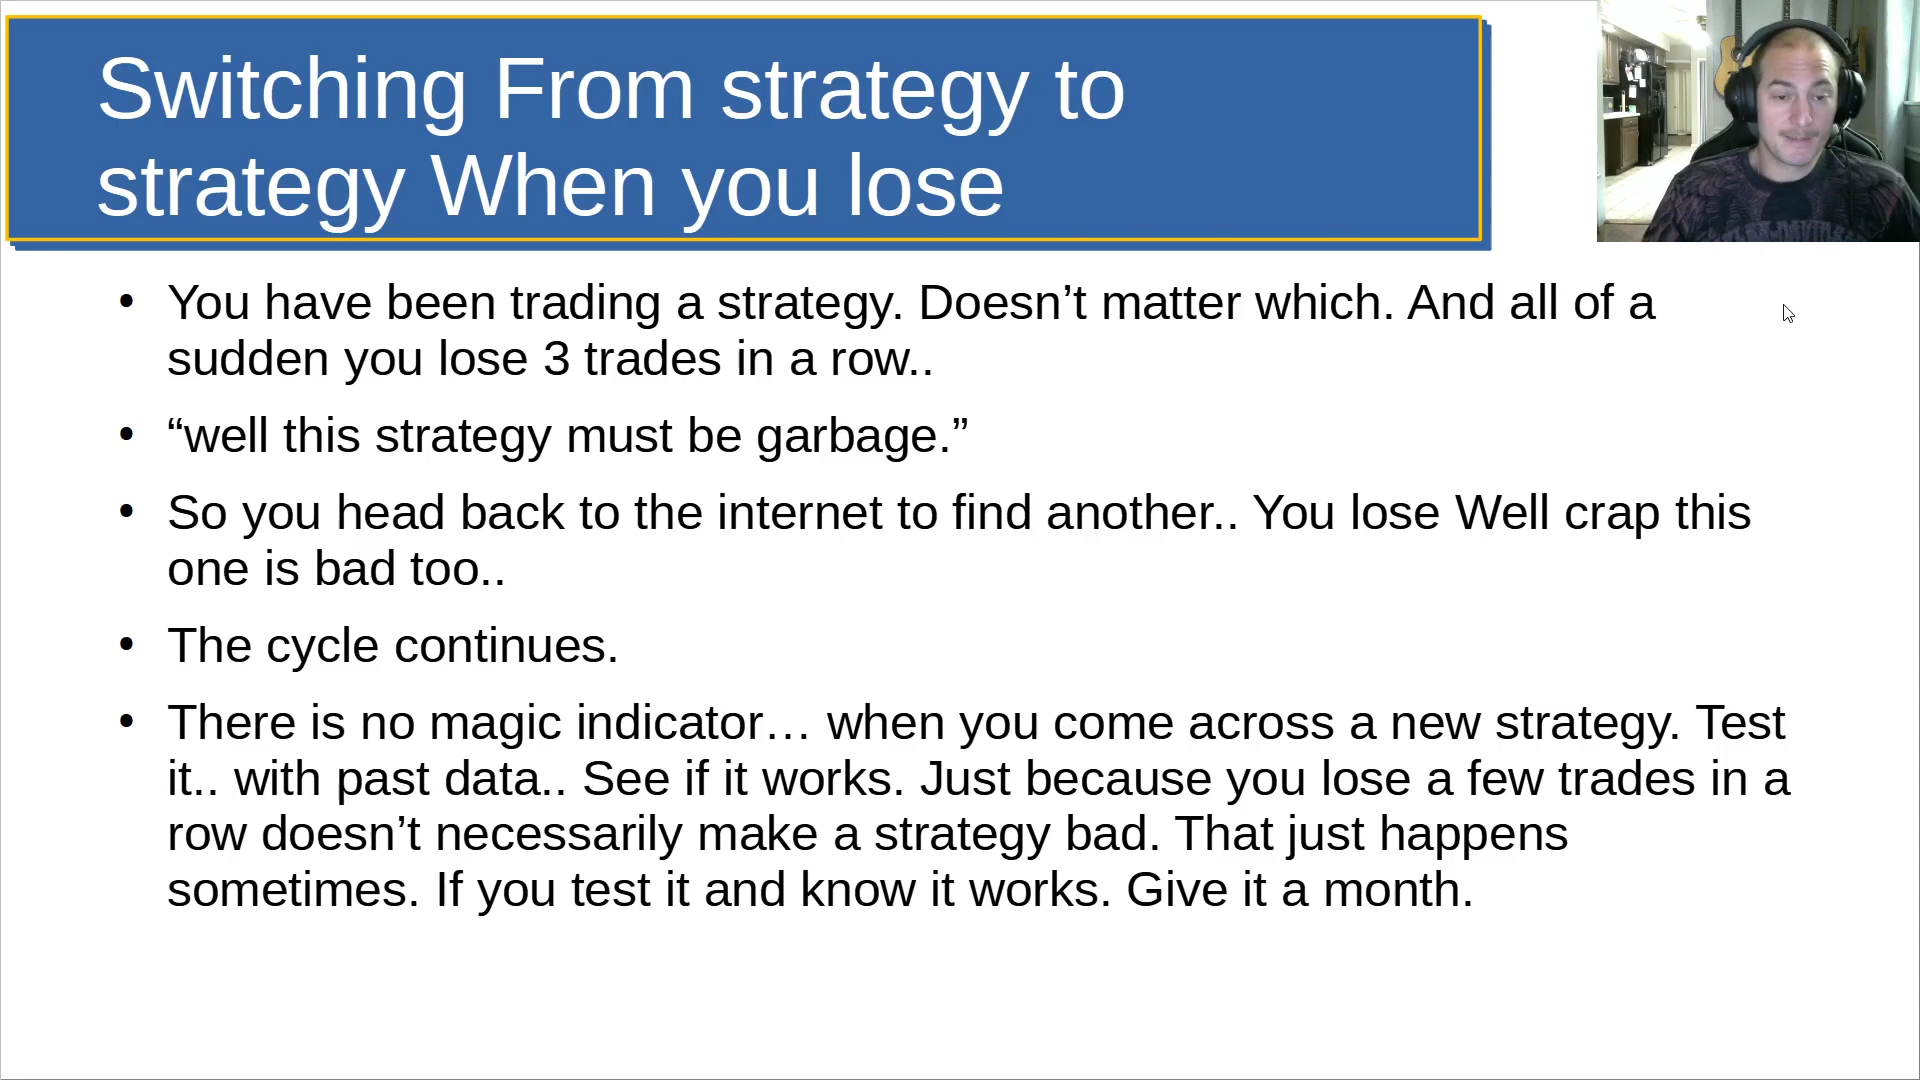 Switching From strategy to
strategy When you lose
• You have been trading a strategy. Doesn’t matter which. And all of a
sudden you lose 3 trades in a row..
• “well this strategy must be garbage.”
• So you head back to the internet to find another.. You lose Well crap this
one is bad too..
• The cycle continues.
• There is no magic indicator… when you come across a new strategy. Test
it.. with past data.. See if it works. Just because you lose a few trades in a
row doesn’t necessarily make a strategy bad. That just happens
sometimes. If you test it and know it works. Give it a month.